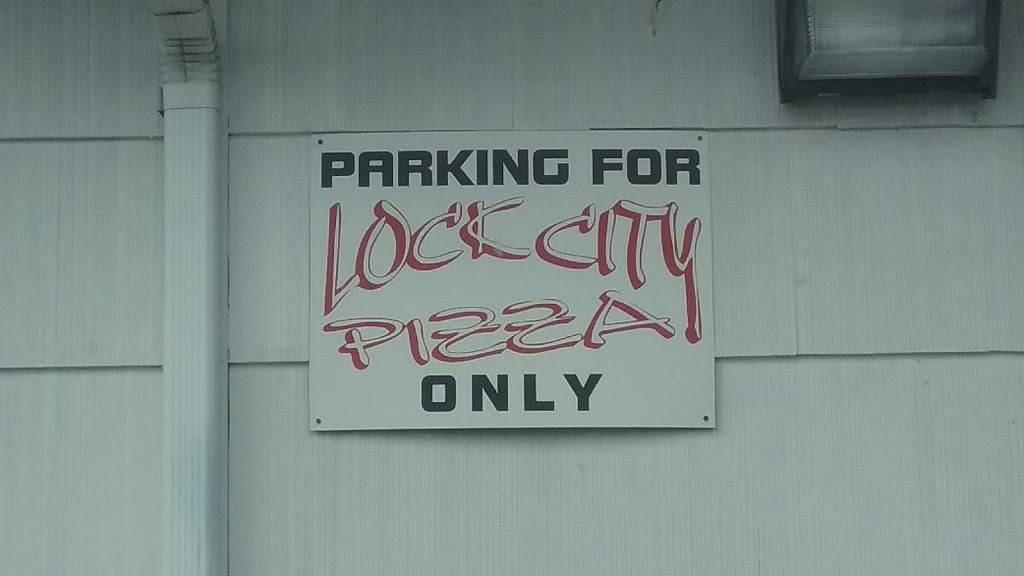 PARKING FOR
LOCK CITY
PIZZA
ONLY